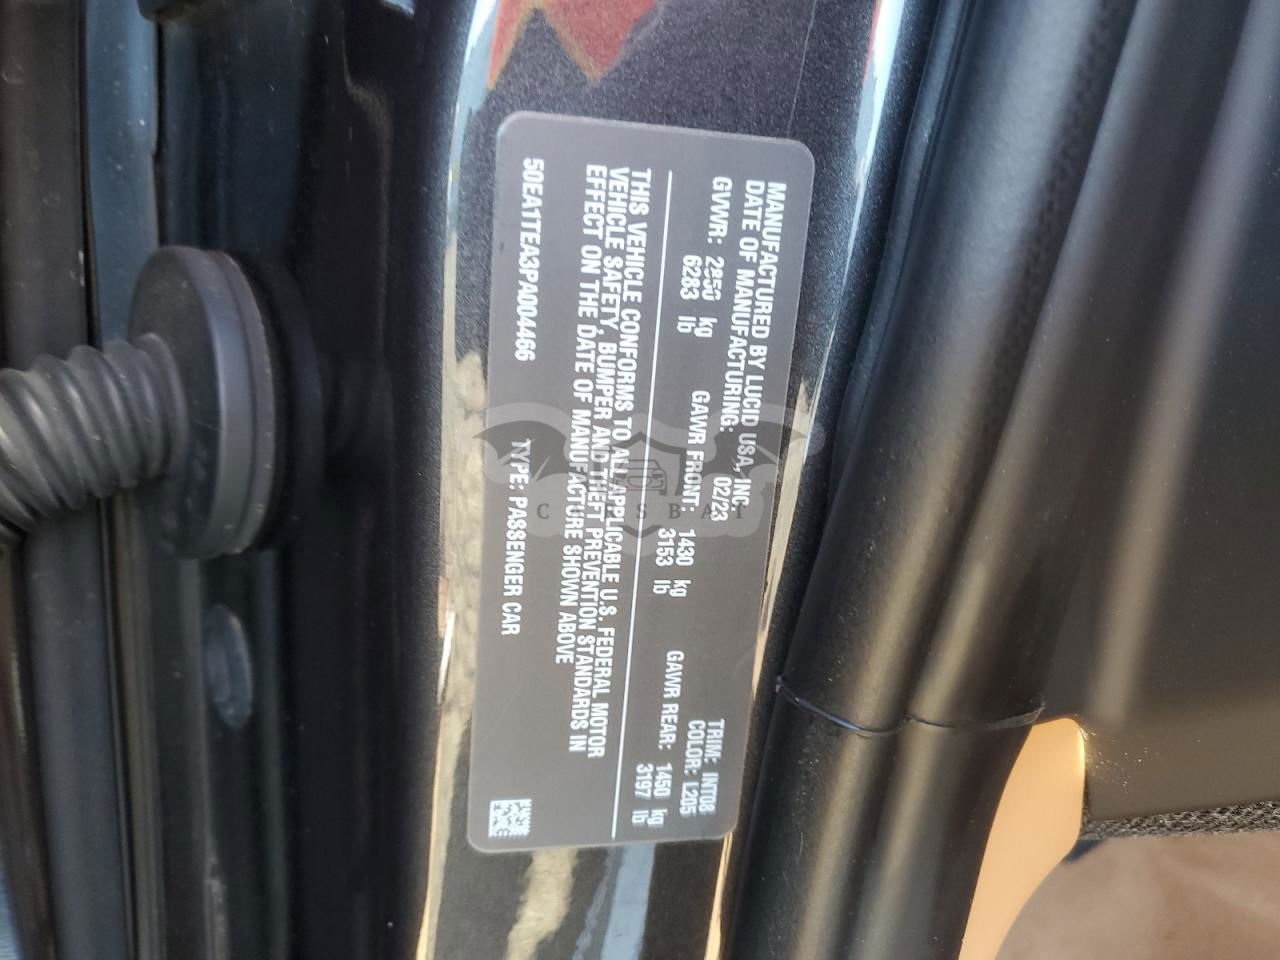 MANUFACTURED BY LUCID USA, INC
DATE OF MANUFACTURING: 02/23 TRIM: INT08
GVWR: 2850 kg GAWR FRONT: 1430 kg COLOR: L205
6283 lb 3153 lb GAWR REAR: 1450 kg
3197 lb
THIS VEHICLE CONFORMS TO ALL APPLICABLE U.S. FEDERAL MOTOR
VEHICLE SAFETY, BUMPER AND THEFT PREVENTION STANDARDS IN
EFFECT ON THE DATE OF MANUFACTURE SHOWN ABOVE
50EA1TEA3PA004466 TYPE: PASSENGER CAR
CARSBAT